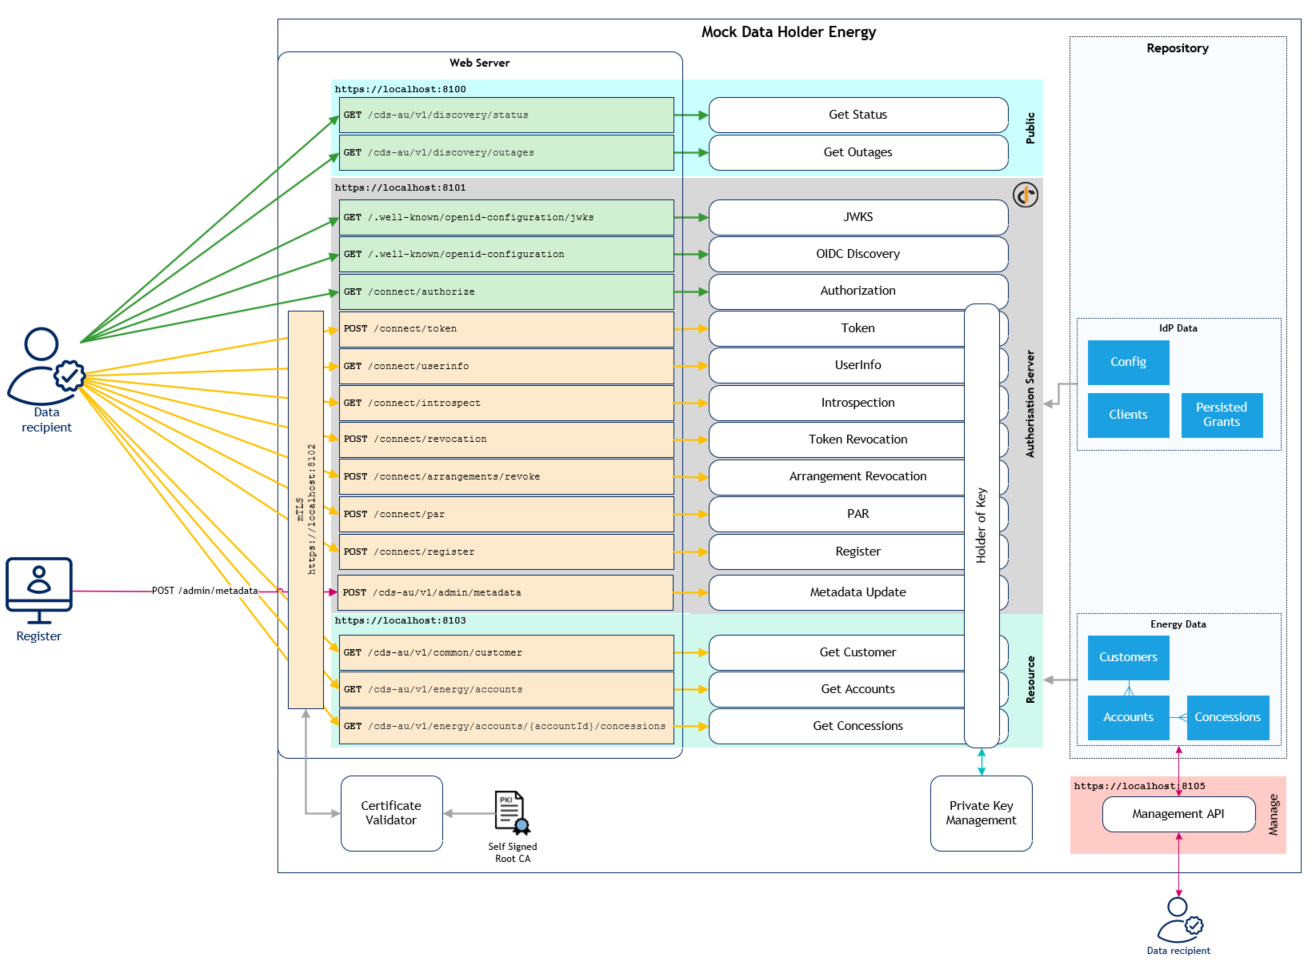 Mock Data Holder Energy
Web Server
Repository
https://localhost:8100
GET /cds-au/v1/discovery/status
Get Status
GET /cds-au/v1/discovery/outages
Get Outages
Public
https://localhost:8101
GET /.well-known/openid-configuration/jwks
JWKS
GET /.well-known/openid-configuration
OIDC Discovery
GET /connect/authorize
Authorization
POST /connect/token
Token
GET /connect/userinfo
UserInfo
GET /connect/introspect
Introspection
POST /connect/revocation
Token Revocation
POST /connect/arrangements/revoke
Arrangement Revocation
POST /connect/par
PAR
POST /connect/register
Register
POST /cds-au/v1/admin/metadata
Metadata Update
Authorisation Server
https://localhost:8103
GET /cds-au/v1/common/customer
Get Customer
GET /cds-au/v1/energy/accounts
Get Accounts
GET /cds-au/v1/energy/accounts/{accountId}/concessions
Get Concessions
Resource
Holder of Key
mTLS
https://localhost:8102
Data
recipient
POST /admin/metadata
Register
IdP Data
Config
Clients
Persisted
Grants
Energy Data
Customers
Accounts
Concessions
Certificate
Validator
PKI
Self Signed
Root CA
Private Key
Management
https://localhost:8105
Management API
Manage
Data recipient